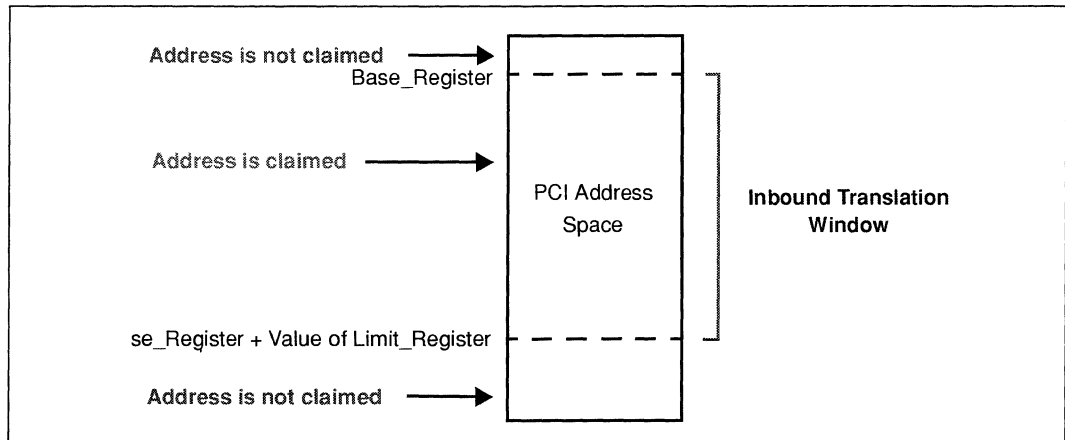 Address is not claimed
Base_Register
Address is claimed
PCI Address
Space
Inbound Translation
Window
se_Register + Value of Limit_Register
Address is not claimed